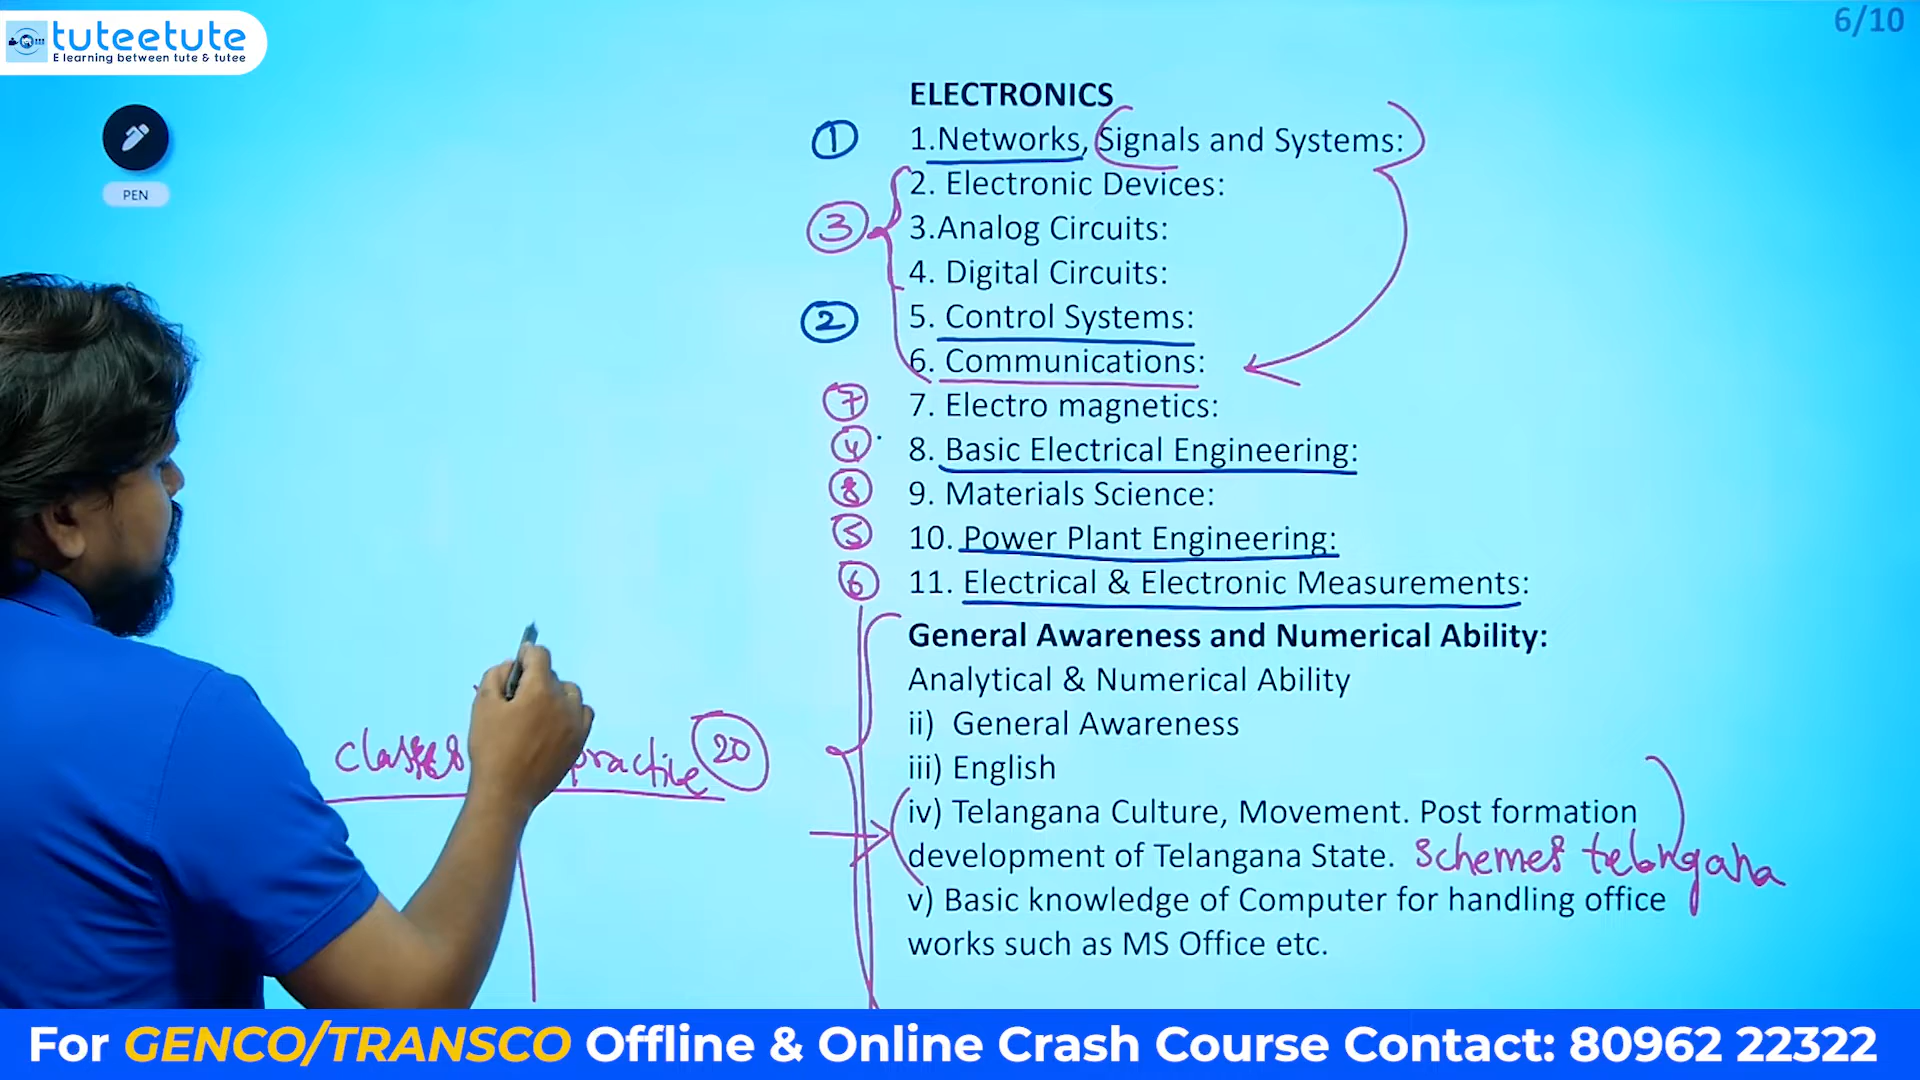 tuteetute
E learning between tute & tutee
6/10
PEN
ELECTRONICS
① 1.Networks, Signals and Systems:
2. Electronic Devices:
③ 3.Analog Circuits:
4. Digital Circuits:
② 5. Control Systems:
6. Communications:
⑦ 7. Electro magnetics:
④ 8. Basic Electrical Engineering:
⑧ 9. Materials Science:
⑤ 10. Power Plant Engineering:
⑥ 11. Electrical & Electronic Measurements:
General Awareness and Numerical Ability:
Analytical & Numerical Ability
ii) General Awareness
iii) English
classes practice 20
iv) Telangana Culture, Movement. Post formation
development of Telangana State. Schemes telangana
v) Basic knowledge of Computer for handling office
works such as MS Office etc.
For GENCO/TRANSCO Offline & Online Crash Course Contact: 80962 22322